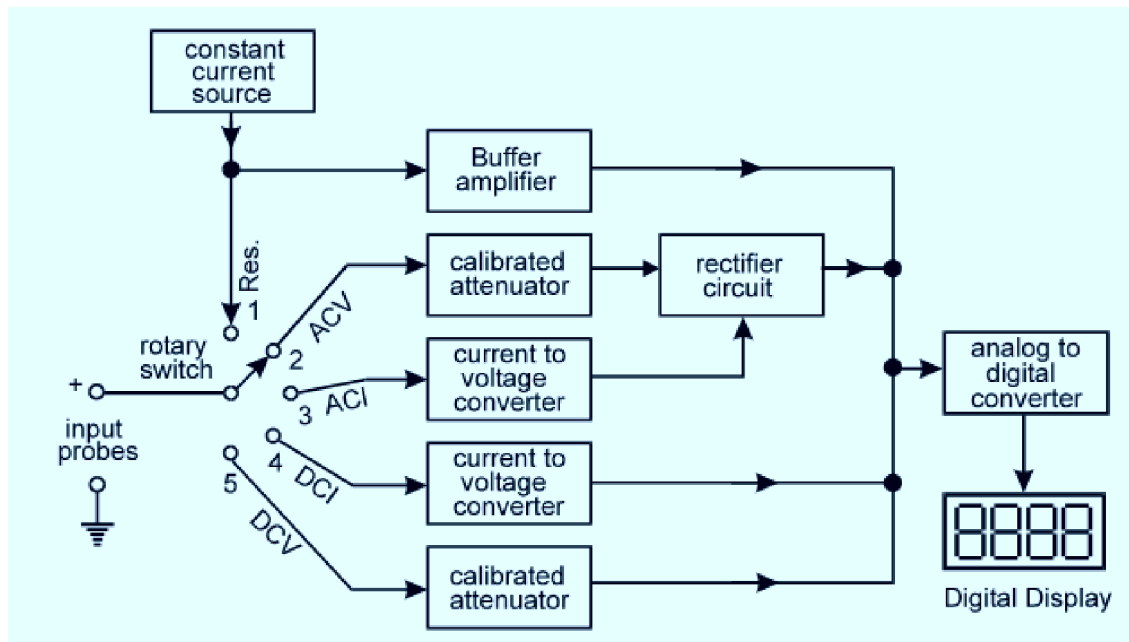 constant
current
source
Buffer
amplifier
Res.
1
calibrated
attenuator
rectifier
circuit
ACV
2
rotary
switch
+
input
probes
3
ACI
current to
voltage
converter
analog to
digital
converter
4
DCI
current to
voltage
converter
5
DCV
calibrated
attenuator
8888
Digital Display